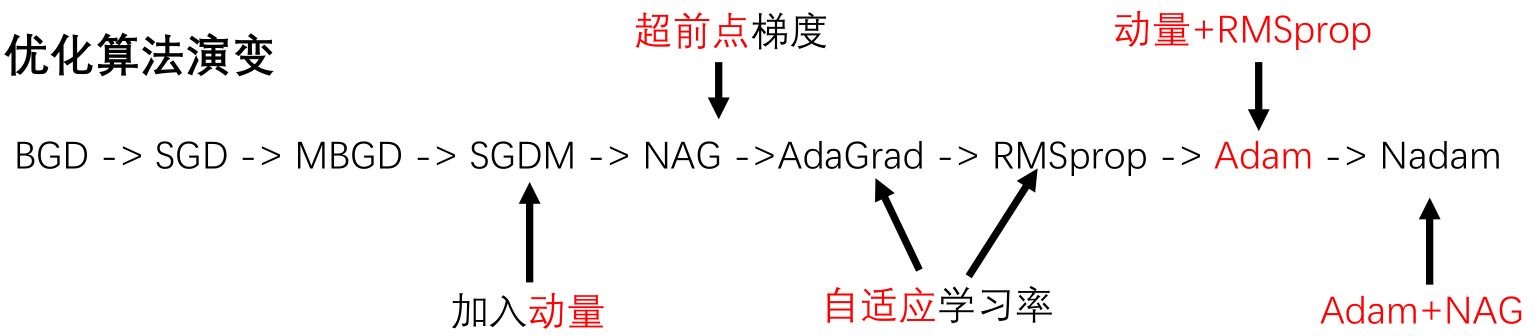 优化算法演变
超前点梯度
动量+RMSprop
BGD -> SGD -> MBGD -> SGDM -> NAG ->AdaGrad -> RMSprop -> Adam -> Nadam
加入动量
自适应学习率
Adam+NAG